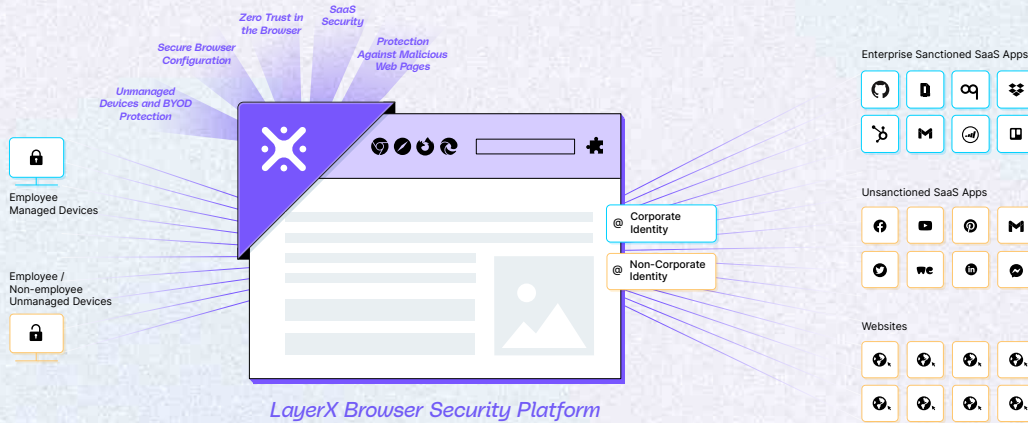 SaaS
Security
Zero Trust in
the Browser
Protection
Against Malicious
Web Pages
Secure Browser
Configuration
Unmanaged
Devices and BYOD
Protection
Employee
Managed Devices
Employee /
Non-employee
Unmanaged Devices
@ Corporate
Identity
@ Non-Corporate
Identity
Enterprise Sanctioned SaaS Apps
Unsanctioned SaaS Apps
we
in
Websites
LayerX Browser Security Platform